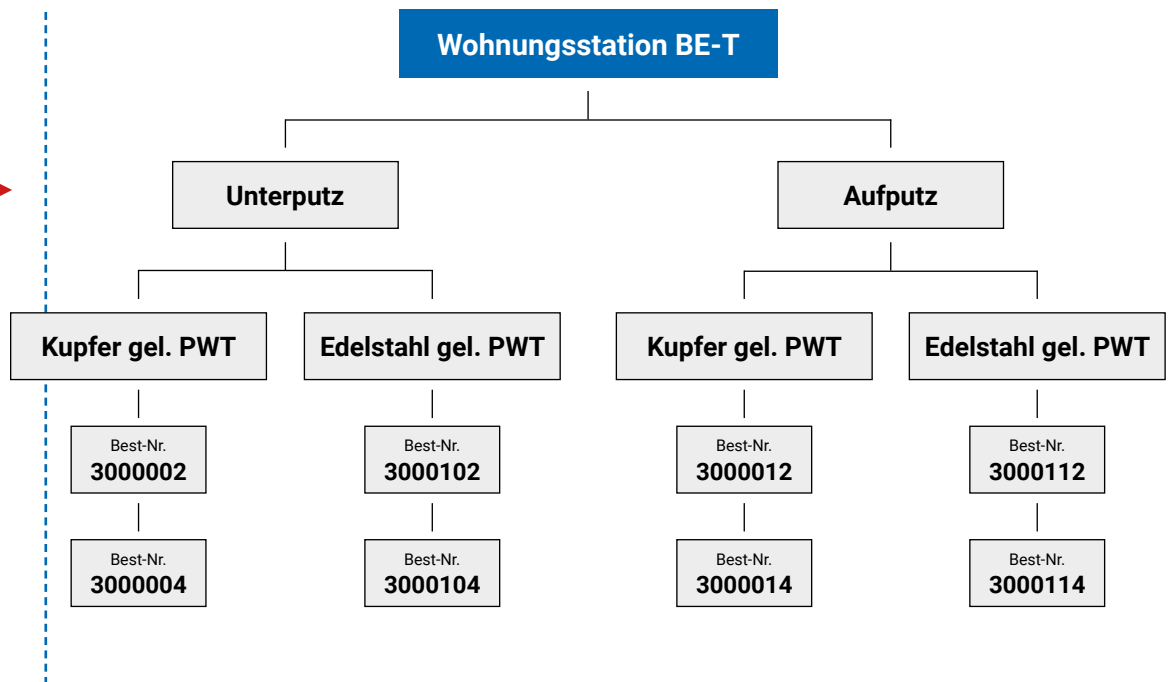 Wohnungsstation BE-T
Unterputz
Aufputz
Kupfer gel. PWT
Edelstahl gel. PWT
Kupfer gel. PWT
Edelstahl gel. PWT
Best-Nr.
3000002
Best-Nr.
3000102
Best-Nr.
3000012
Best-Nr.
3000112
Best-Nr.
3000004
Best-Nr.
3000104
Best-Nr.
3000014
Best-Nr.
3000114